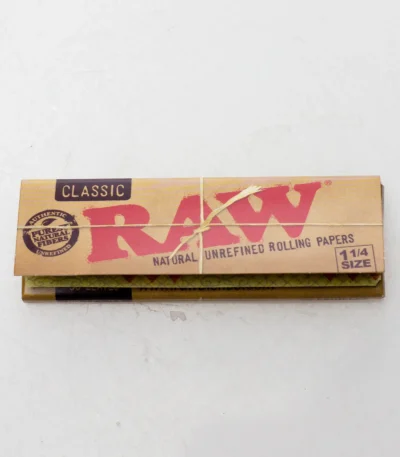 CLASSIC
RAW®
AUTHENTIC
PURE
NATURAL
FIBERS
UNREFINED
NATURAL UNREFINED ROLLING PAPERS
1 1/4
SIZE